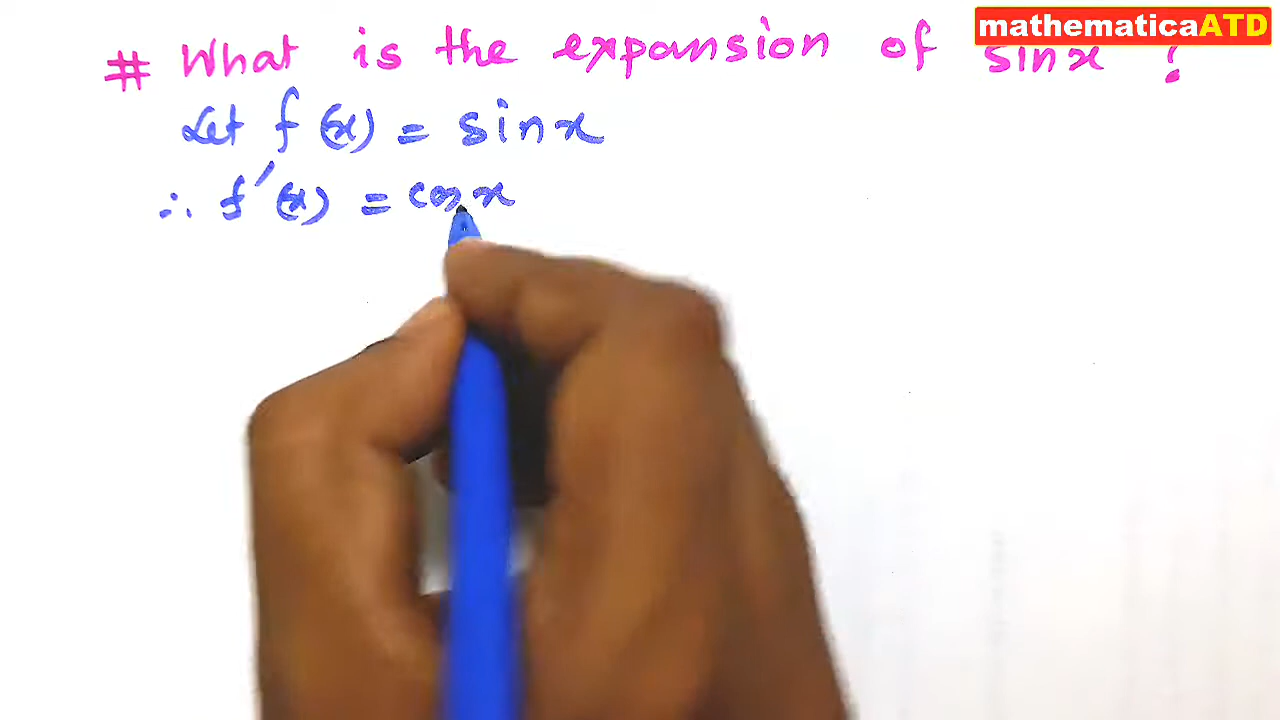 mathematicaATD
# What is the expansion of sinx ?
Let f(x) = sinx
∴ f'(x) = cosx